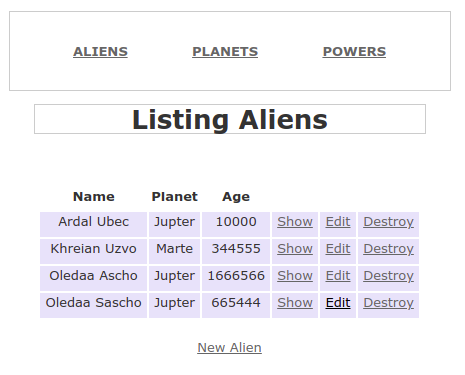 ALIENS PLANETS POWERS
Listing Aliens
Name Planet Age
Ardal Ubec Jupter 10000 Show Edit Destroy
Khreian Uzvo Marte 344555 Show Edit Destroy
Oledaa Ascho Jupter 1666566 Show Edit Destroy
Oledaa Sascho Jupter 665444 Show Edit Destroy
New Alien